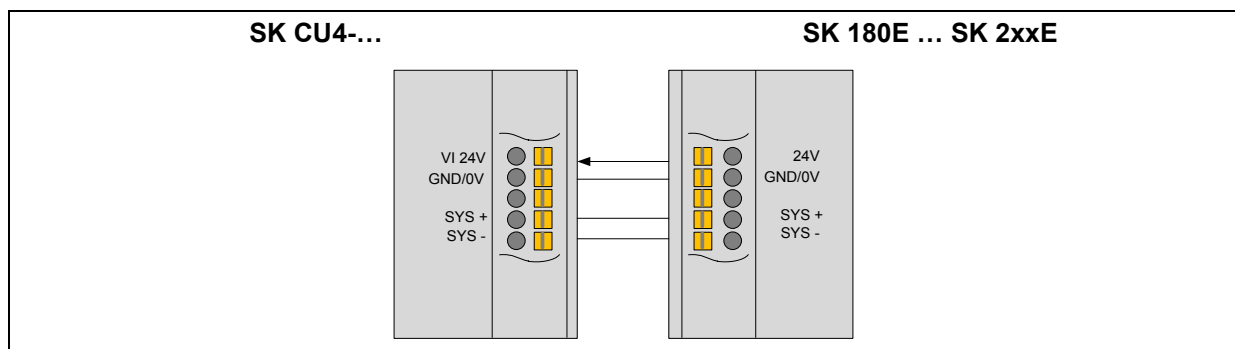 SK CU4-… SK 180E … SK 2xxE
VI 24V 24V
GND/0V GND/0V
SYS + SYS +
SYS - SYS -